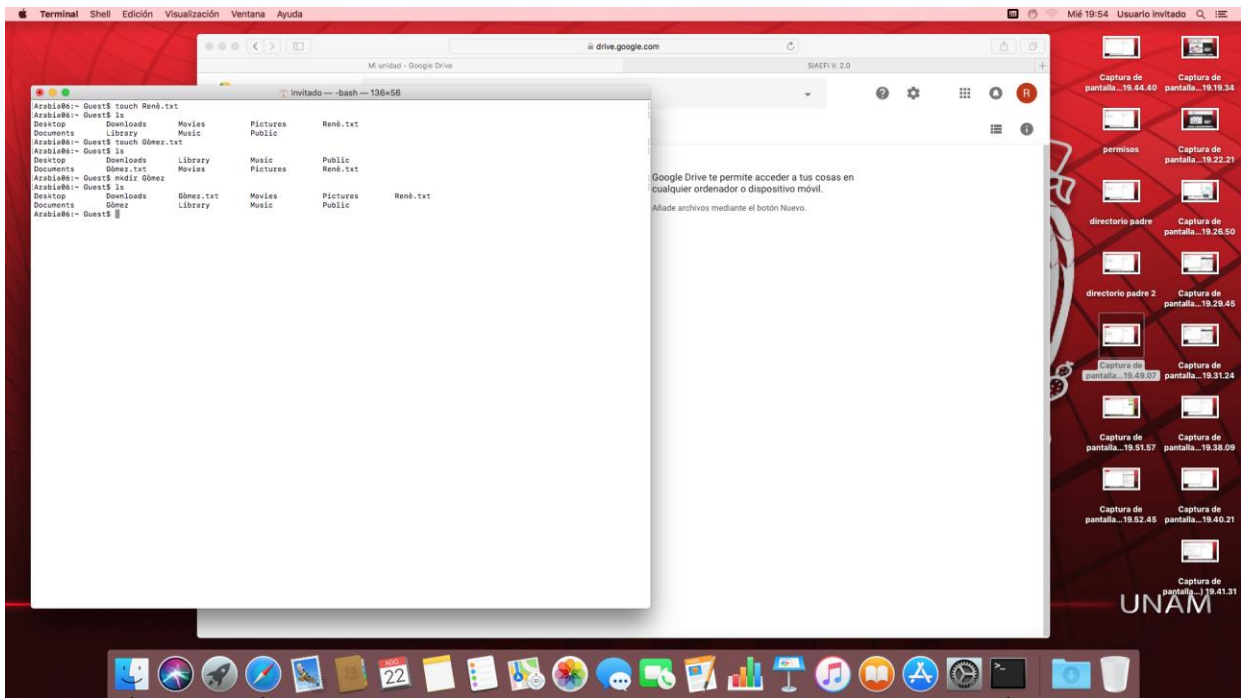 Terminal Shell Edición Visualización Ventana Ayuda
Mié 19:54 Usuario invitado
drive.google.com
Mi unidad - Google Drive
SIAEFI V. 2.0
Invitado — -bash — 136×56
Arabia06:~ Guest$ touch Renè.txt
Arabia06:~ Guest$ ls
Desktop Downloads Movies Pictures Renè.txt
Documents Library Music Public
Arabia06:~ Guest$ touch Gòmez.txt
Arabia06:~ Guest$ ls
Desktop Downloads Library Music Public
Documents Gòmez.txt Movies Pictures Renè.txt
Arabia06:~ Guest$ mkdir Gòmez
Arabia06:~ Guest$ ls
Desktop Downloads Gòmez.txt Movies Pictures Renè.txt
Documents Gòmez Library Music Public
Arabia06:~ Guest$
R
Google Drive te permite acceder a tus cosas en
cualquier ordenador o dispositivo móvil.
Añade archivos mediante el botón Nuevo.
Captura de
pantalla...19.44.40
Captura de
pantalla...19.19.34
permisos
Captura de
pantalla...19.22.21
directorio padre
Captura de
pantalla...19.26.50
directorio padre 2
Captura de
pantalla...19.29.45
Captura de
pantalla...19.49.07
Captura de
pantalla...19.31.24
Captura de
pantalla...19.51.57
Captura de
pantalla...19.38.09
Captura de
pantalla...19.52.45
Captura de
pantalla...19.40.21
Captura de
pantalla...) 19.41.31
UNAM
AGO
22